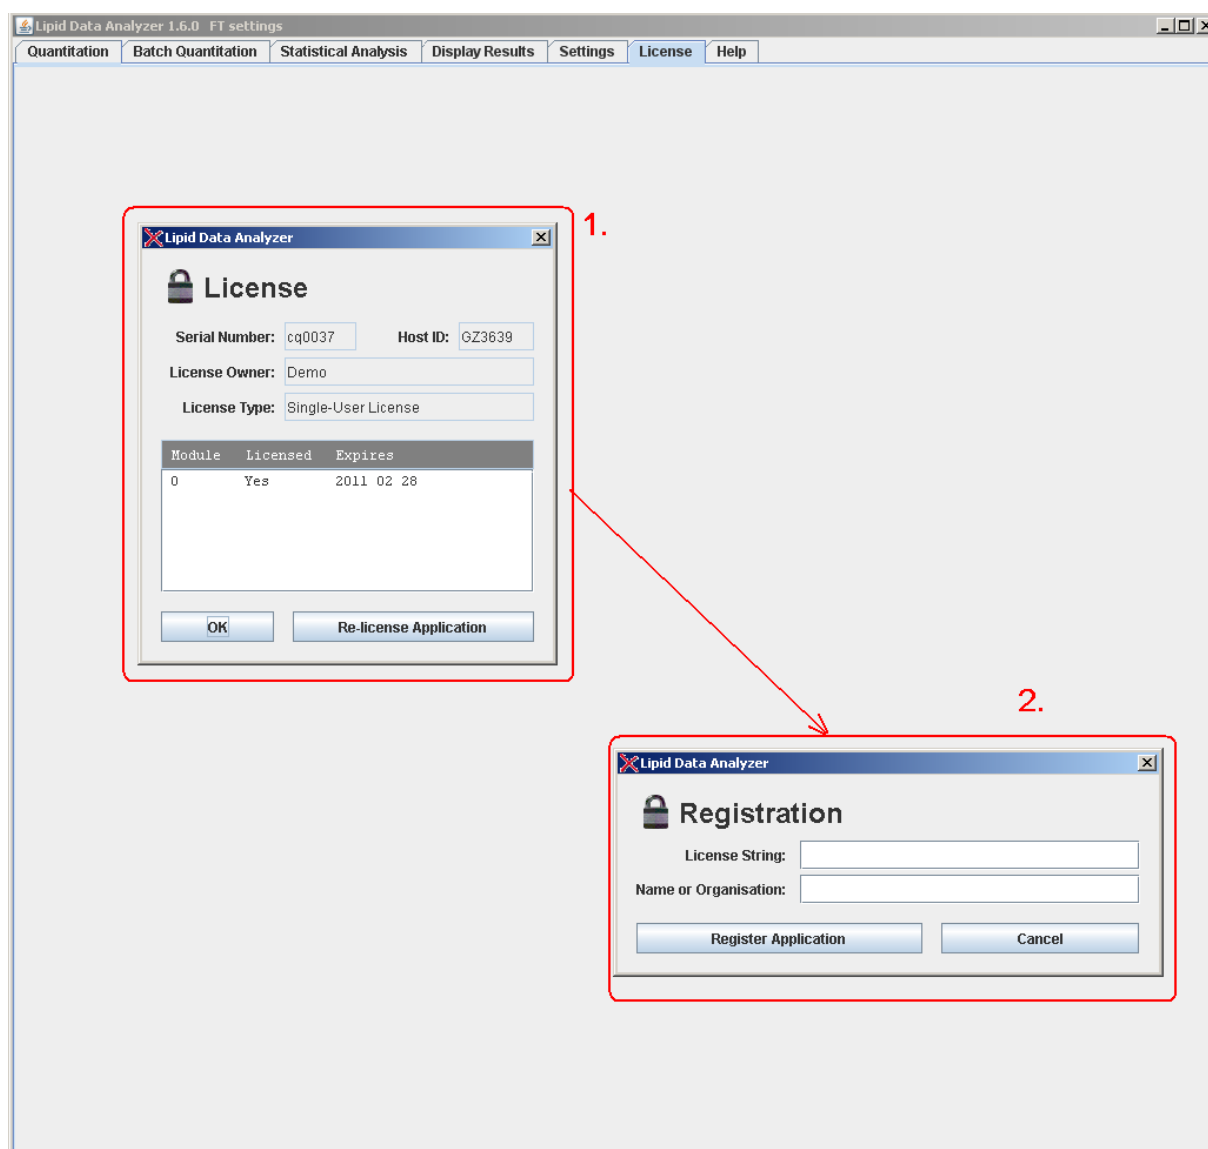 Lipid Data Analyzer 1.6.0 FT settings
Quantitation Batch Quantitation Statistical Analysis Display Results Settings License Help
1.
Lipid Data Analyzer
License
Serial Number: cq0037 Host ID: GZ3639
License Owner: Demo
License Type: Single-User License
Module Licensed Expires
0 Yes 2011 02 28
OK Re-license Application
2.
Lipid Data Analyzer
Registration
License String:
Name or Organisation:
Register Application Cancel